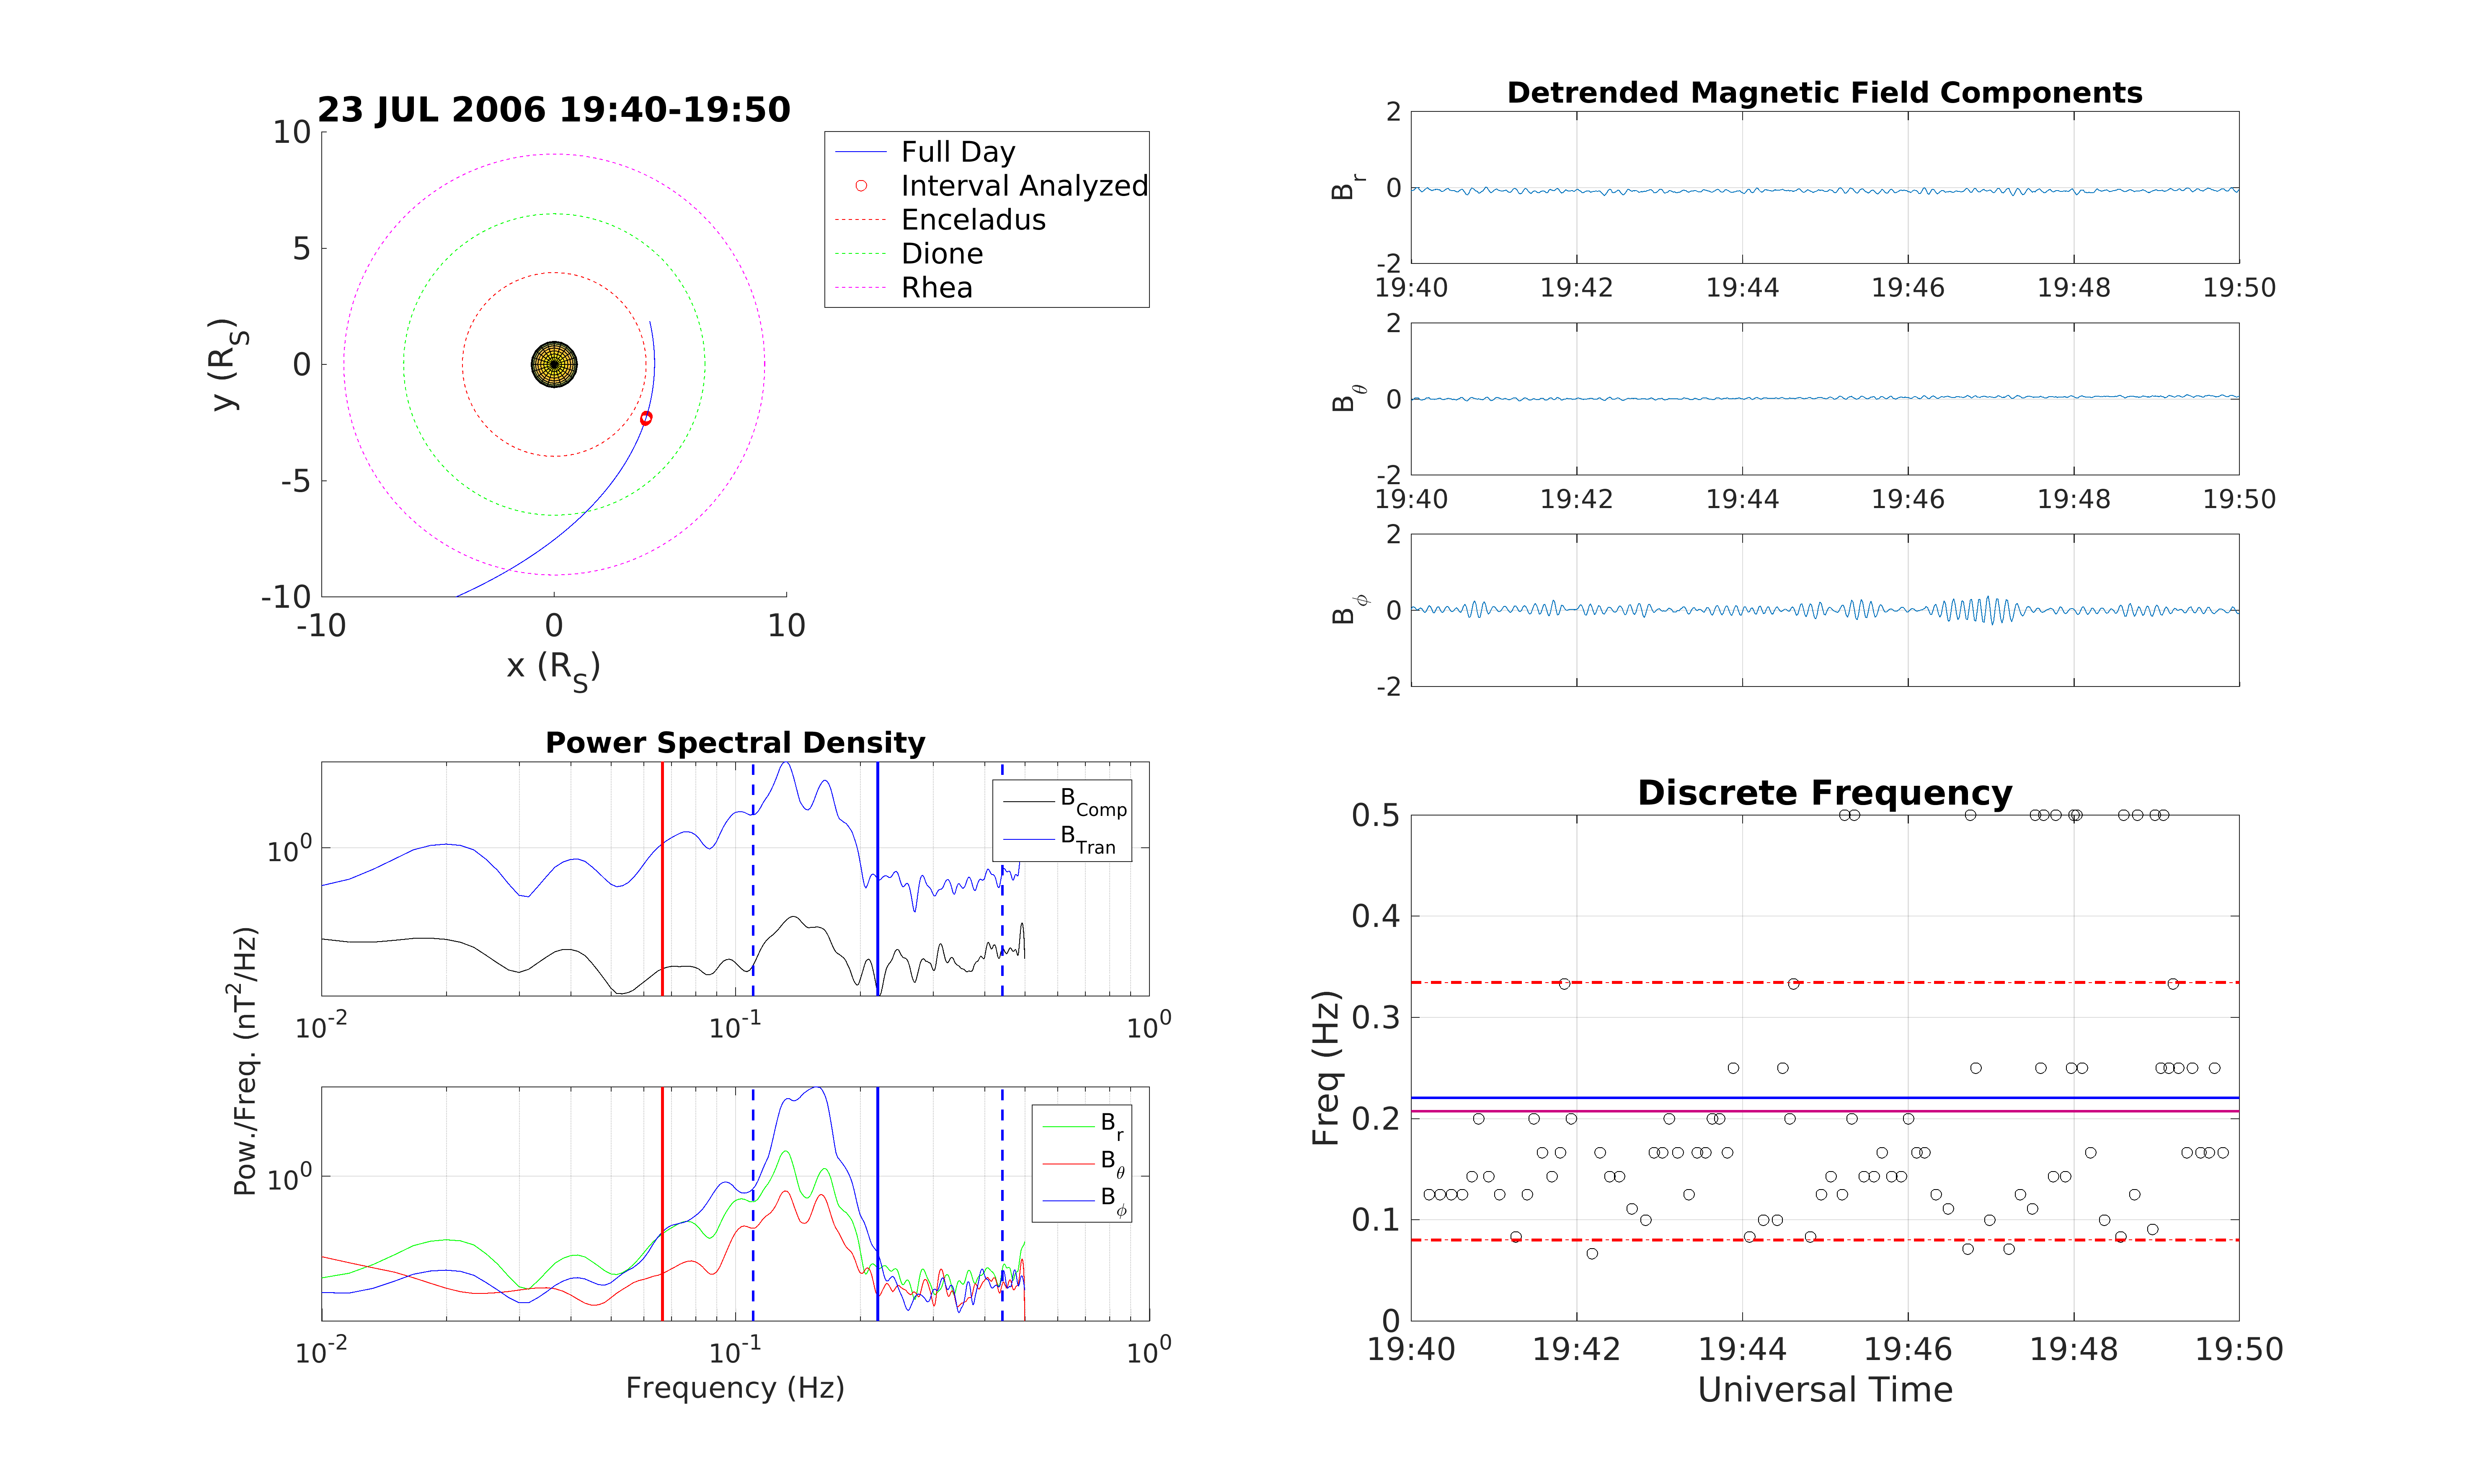 23 JUL 2006 19:40-19:50
10
5
0
-5
-10
-10 0 10
y (R_S)
x (R_S)
Full Day
Interval Analyzed
Enceladus
Dione
Rhea
Detrended Magnetic Field Components
2
0
-2
B_r
19:40 19:42 19:44 19:46 19:48 19:50
2
0
-2
B_θ
19:40 19:42 19:44 19:46 19:48 19:50
2
0
-2
B_ϕ
Power Spectral Density
10^0
B_Comp
B_Tran
10^-2 10^-1 10^0
Pow./Freq. (nT^2/Hz)
10^0
B_r
B_θ
B_ϕ
10^-2 10^-1 10^0
Frequency (Hz)
Discrete Frequency
0.5
0.4
0.3
0.2
0.1
0
Freq (Hz)
19:40 19:42 19:44 19:46 19:48 19:50
Universal Time